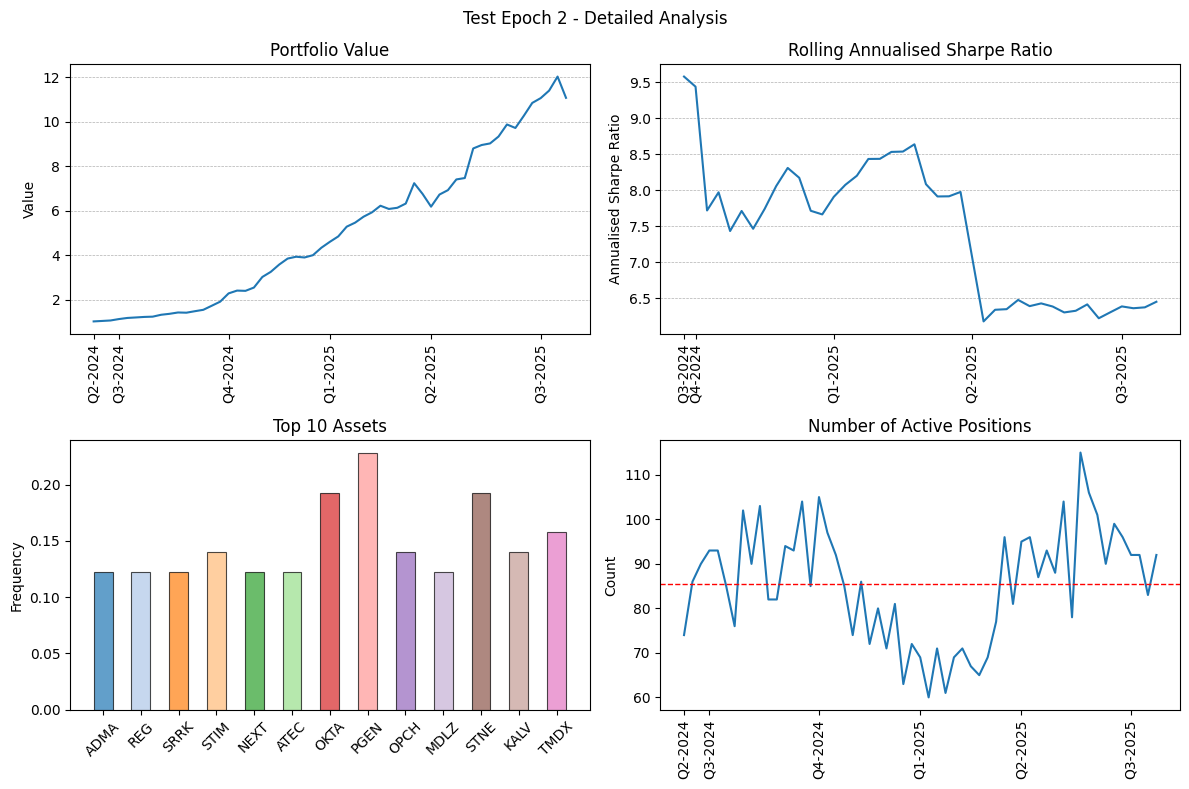 Test Epoch 2 - Detailed Analysis
Portfolio Value
Value
12
10
8
6
4
2
Q2-2024
Q3-2024
Q4-2024
Q1-2025
Q2-2025
Q3-2025
Rolling Annualised Sharpe Ratio
Annualised Sharpe Ratio
9.5
9.0
8.5
8.0
7.5
7.0
6.5
Q3-2024
Q4-2024
Q1-2025
Q2-2025
Q3-2025
Top 10 Assets
Frequency
0.20
0.15
0.10
0.05
0.00
ADMA
REG
SRRK
STIM
NEXT
ATEC
OKTA
PGEN
OPCH
MDLZ
STNE
KALV
TMDX
Number of Active Positions
Count
110
100
90
80
70
60
Q2-2024
Q3-2024
Q4-2024
Q1-2025
Q2-2025
Q3-2025